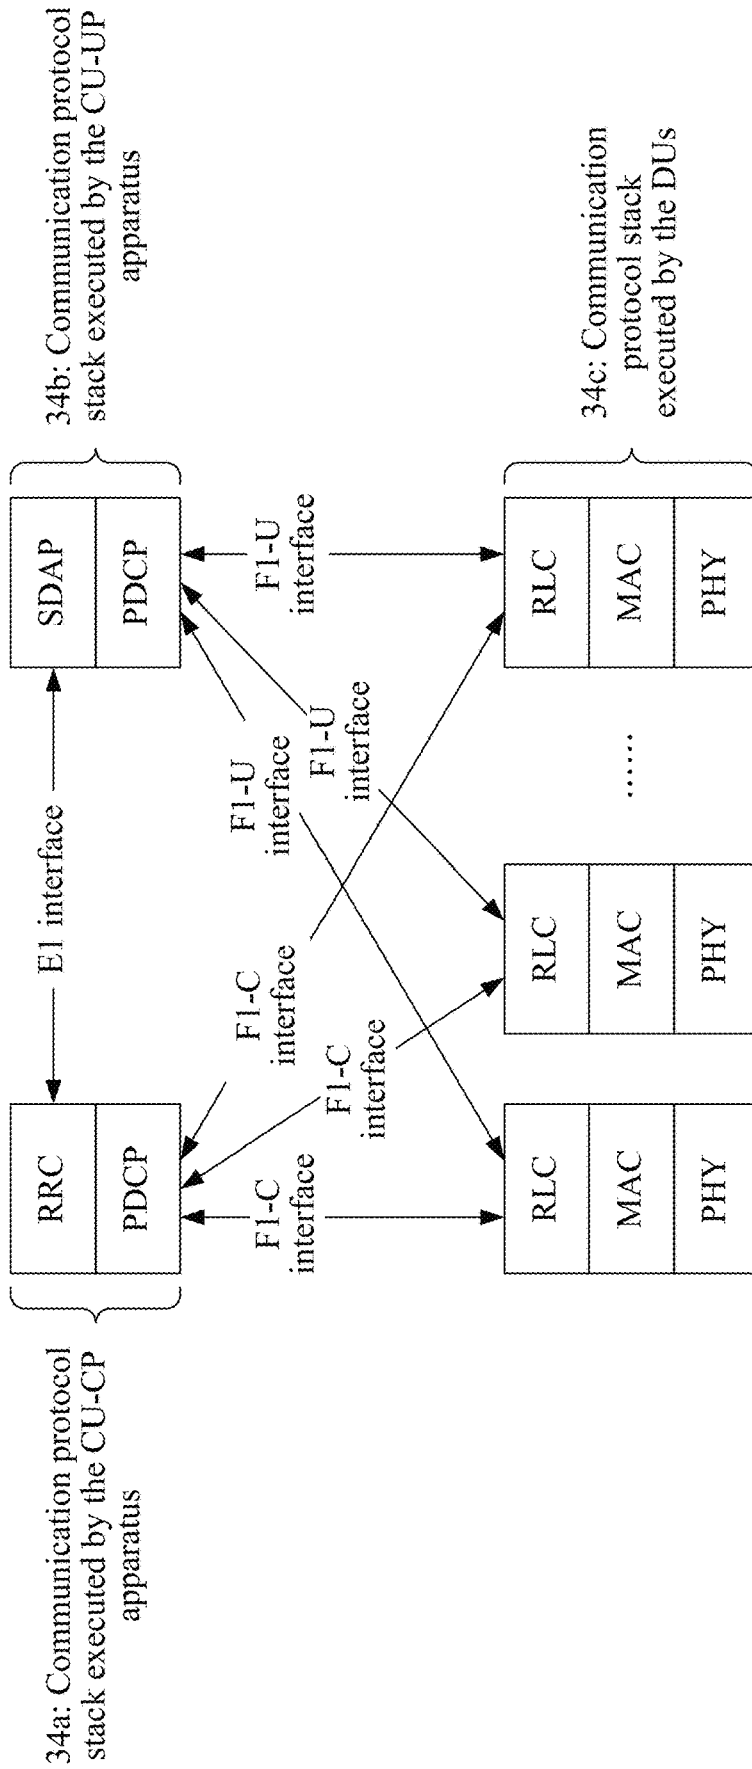 34a: Communication protocol
stack executed by the CU-CP
apparatus
RRC
PDCP
E1 interface
SDAP
PDCP
34b: Communication protocol
stack executed by the CU-UP
apparatus
F1-C
interface
F1-C
interface
F1-C
interface
F1-U
interface
F1-U
interface
F1-U
interface
RLC
MAC
PHY
RLC
MAC
PHY
......
RLC
MAC
PHY
34c: Communication
protocol stack
executed by the DUs